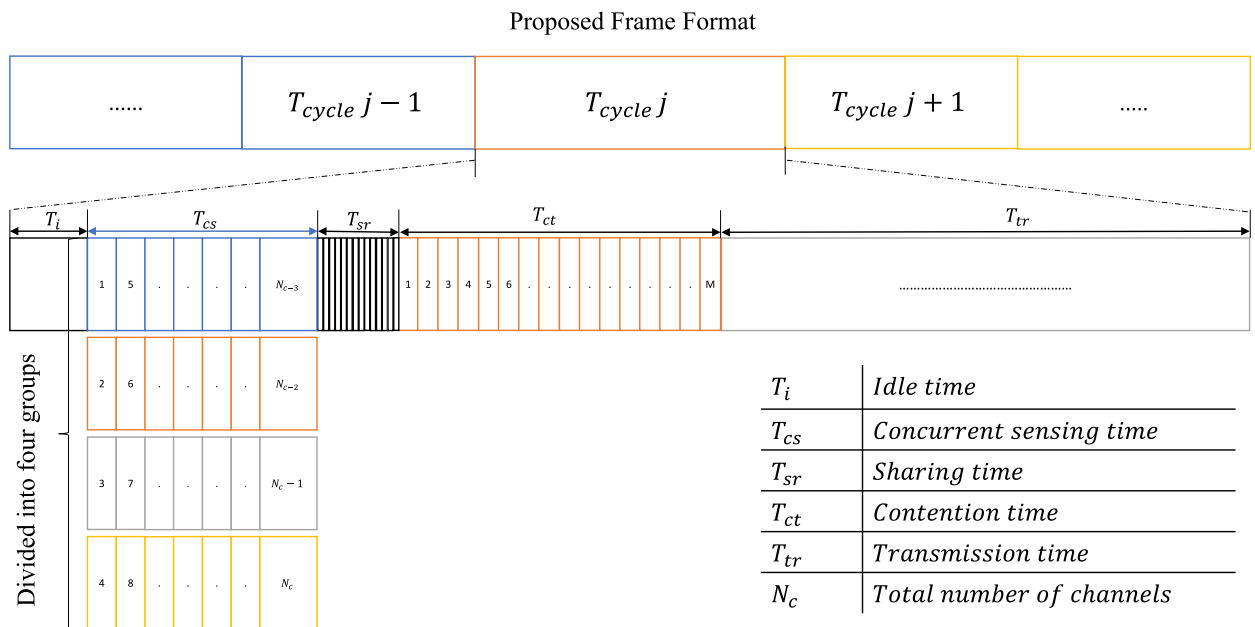 Proposed Frame Format
...... T_cycle j − 1 T_cycle j T_cycle j + 1 .....
T_i T_cs T_sr T_ct T_tr
1 5 . . . . N_{c−3} 1 2 3 4 5 6 . . . . . . . . . M ............................................
2 6 . . . . N_{c−2}
3 7 . . . . N_c − 1
4 8 . . . . N_c
Divided into four groups
T_i Idle time
T_cs Concurrent sensing time
T_sr Sharing time
T_ct Contention time
T_tr Transmission time
N_c Total number of channels